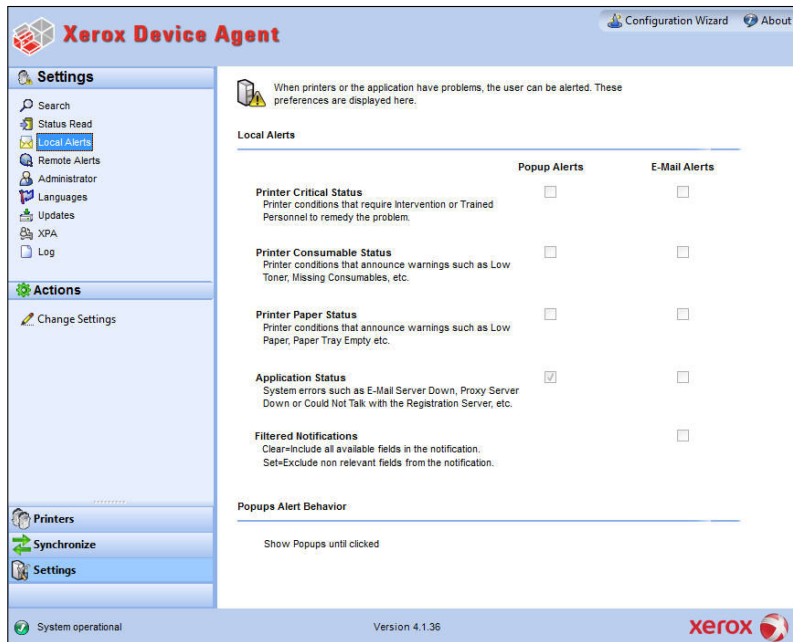 Xerox Device Agent
Configuration Wizard
About
Settings
Search
Status Read
Local Alerts
Remote Alerts
Administrator
Languages
Updates
XPA
Log
Actions
Change Settings
Printers
Synchronize
Settings
When printers or the application have problems, the user can be alerted. These
preferences are displayed here.
Local Alerts
Popup Alerts
E-Mail Alerts
Printer Critical Status
Printer conditions that require Intervention or Trained
Personnel to remedy the problem.
Printer Consumable Status
Printer conditions that announce warnings such as Low
Toner, Missing Consumables, etc.
Printer Paper Status
Printer conditions that announce warnings such as Low
Paper, Paper Tray Empty etc.
Application Status
System errors such as E-Mail Server Down, Proxy Server
Down or Could Not Talk with the Registration Server, etc.
Filtered Notifications
Clear=Include all available fields in the notification.
Set=Exclude non relevant fields from the notification.
Popups Alert Behavior
Show Popups until clicked
System operational
Version 4.1.36
xerox